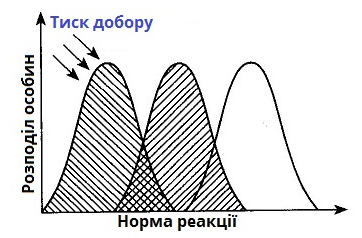 Тиск добору
Розподіл особин
Норма реакції